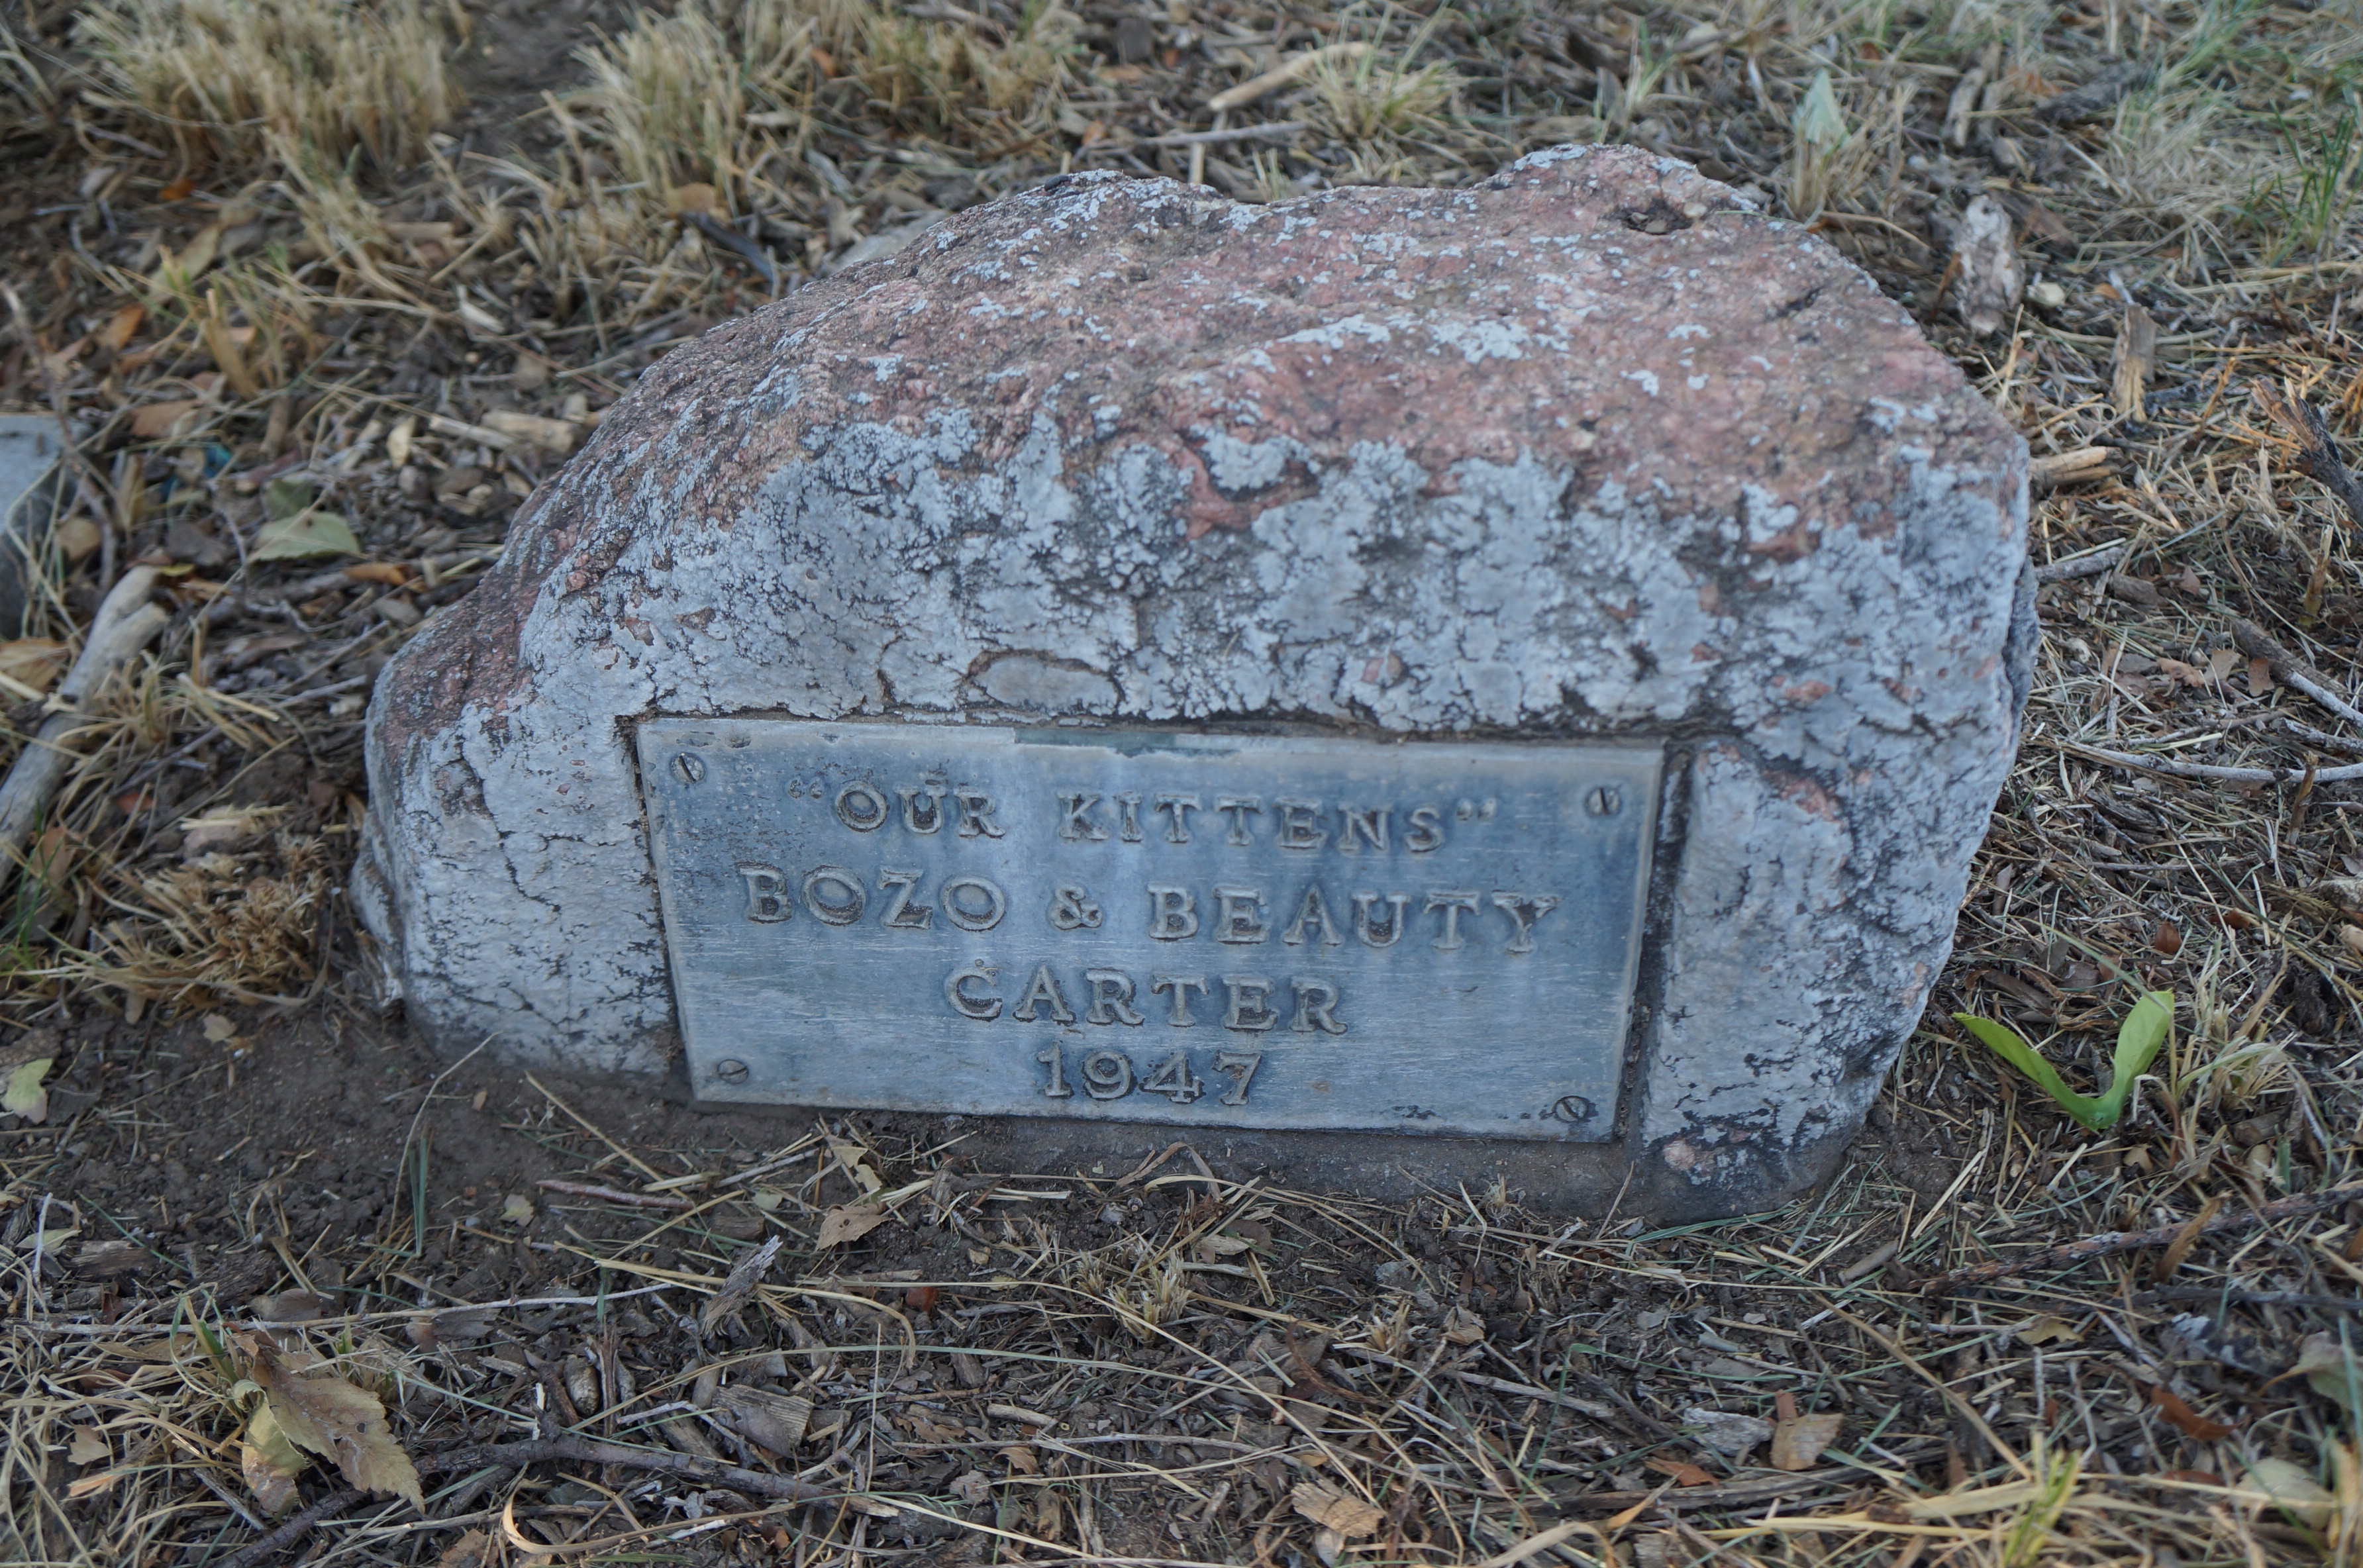 "OUR KITTENS"
BOZO & BEAUTY
CARTER
1947